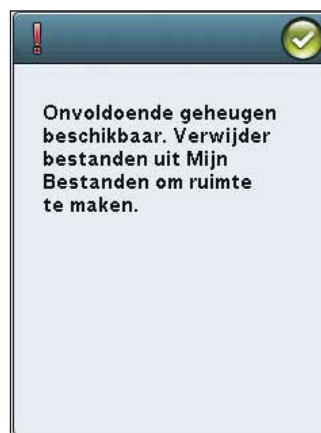 Onvoldoende geheugen
beschikbaar. Verwijder
bestanden uit Mijn
Bestanden om ruimte
te maken.